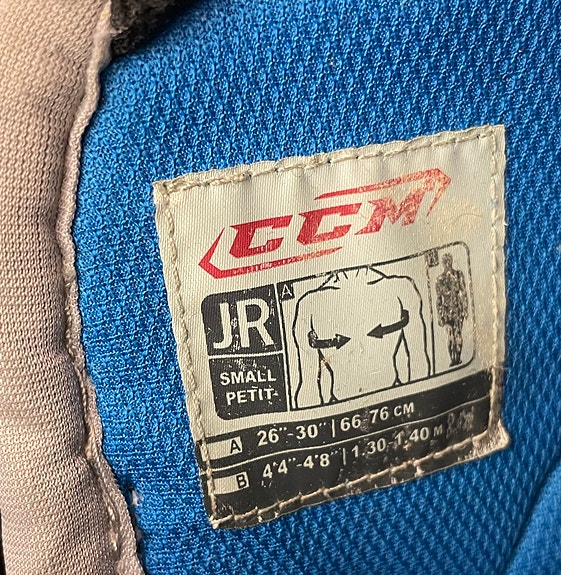 CCM
JR
SMALL
PETIT
A
B
A 26"-30" | 66-76 CM
B 4'4"-4'8" | 1.30-1.40 M